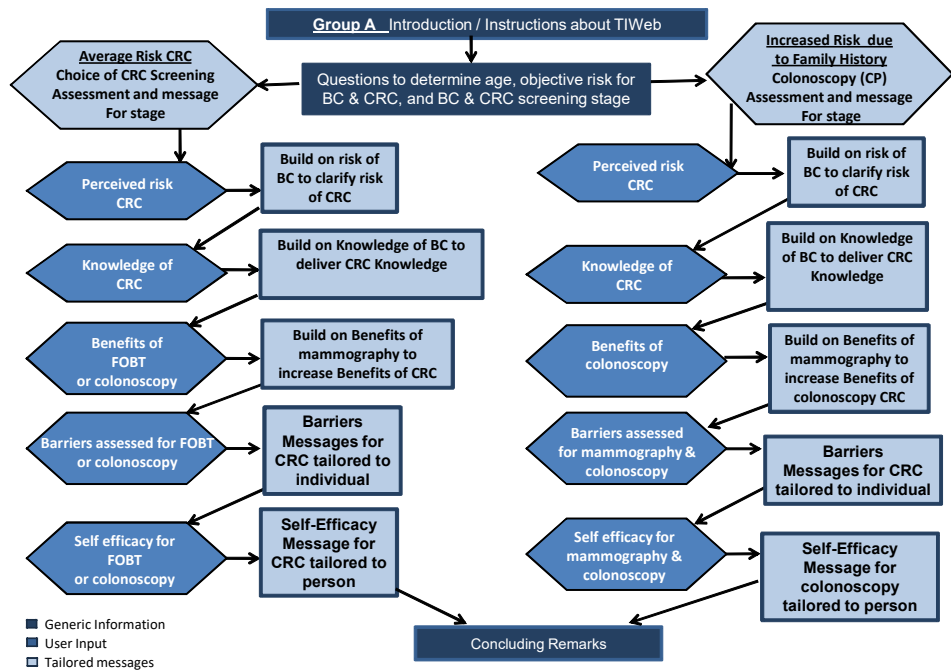 Group A   Introduction / Instructions about TIWeb
Average Risk CRC
Choice of CRC Screening
Assessment and message
For stage
Questions to determine age, objective risk for
BC & CRC, and BC & CRC screening stage
Increased Risk  due
to Family History
Colonoscopy (CP)
Assessment and message
For stage
Perceived risk
CRC
Build on risk of
BC to clarify risk
of CRC
Knowledge of
CRC
Build on Knowledge of BC to
deliver CRC Knowledge
Benefits of
FOBT
or colonoscopy
Build on Benefits of
mammography to
increase Benefits of CRC
Barriers assessed for FOBT
or colonoscopy
Barriers
Messages for
CRC tailored to
individual
Self efficacy for
FOBT
or colonoscopy
Self-Efficacy
Message for
CRC tailored to
person
Perceived risk
CRC
Build on risk of
BC to clarify risk
of CRC
Knowledge of
CRC
Build on Knowledge
of BC to deliver CRC
Knowledge
Benefits of
colonoscopy
Build on Benefits of
mammography to
increase Benefits of
colonoscopy CRC
Barriers assessed
for mammography &
colonoscopy
Barriers
Messages for CRC
tailored to individual
Self efficacy for
mammography &
colonoscopy
Self-Efficacy
Message for
colonoscopy
tailored to person
Concluding Remarks
Generic Information
User Input
Tailored messages